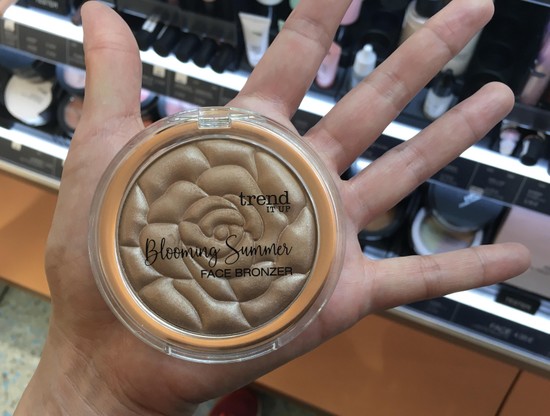 trend
IT UP
Blooming Summer
FACE BRONZER